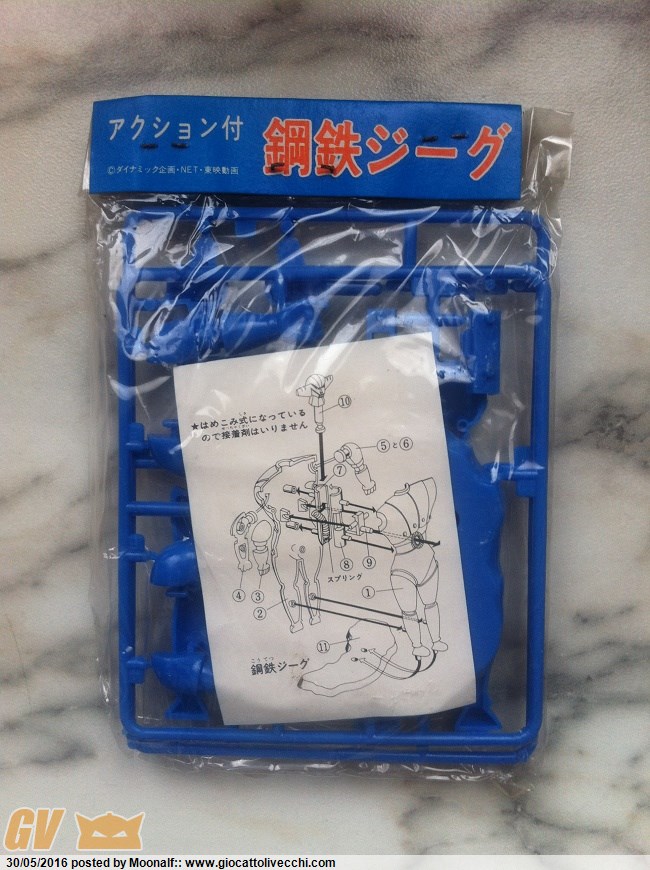 アクション付
鋼鉄ジーグ
©ダイナミック企画・NET・東映動画
★はめこみ式になっている
ので接着剤はいりません
⑩
⑤と⑥
⑦
⑧
⑨
スプリング
①
④
③
②
⑪
こうてつ
鋼鉄ジーグ
GV
30/05/2016 posted by Moonalf:: www.giocattolivecchi.com